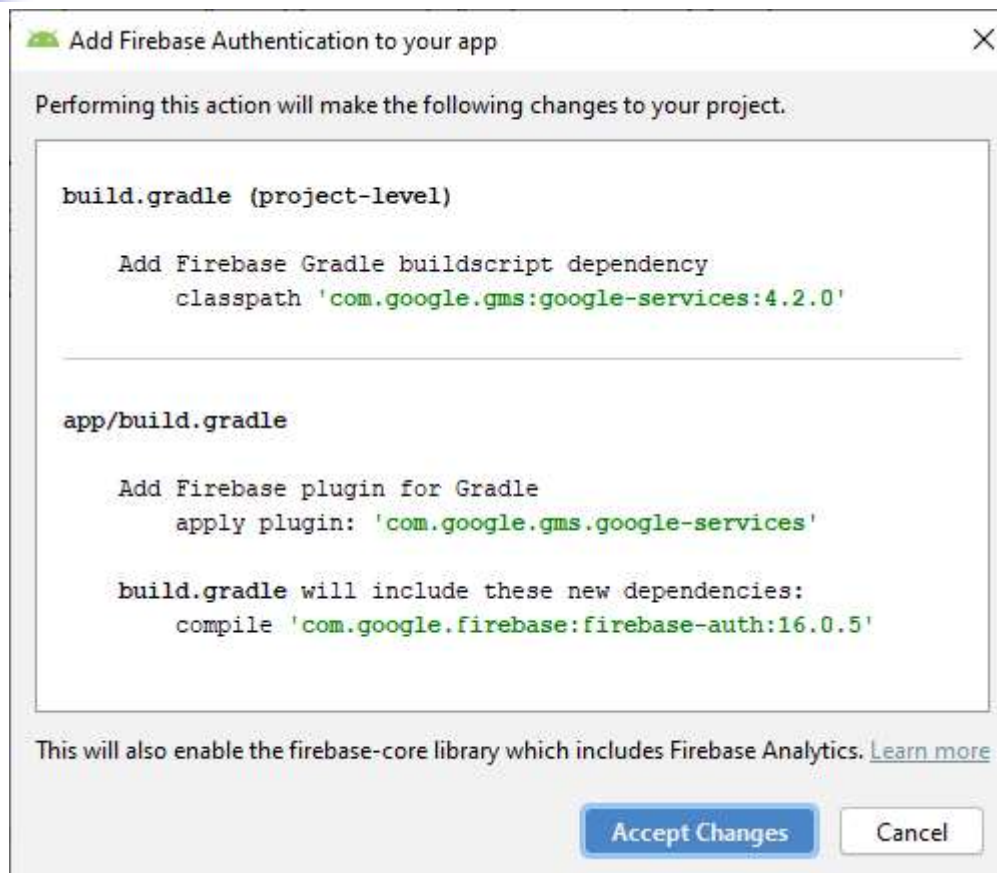 Add Firebase Authentication to your app
Performing this action will make the following changes to your project.
build.gradle (project-level)
Add Firebase Gradle buildscript dependency
classpath 'com.google.gms:google-services:4.2.0'
app/build.gradle
Add Firebase plugin for Gradle
apply plugin: 'com.google.gms.google-services'
build.gradle will include these new dependencies:
compile 'com.google.firebase:firebase-auth:16.0.5'
This will also enable the firebase-core library which includes Firebase Analytics. Learn more
Accept Changes Cancel